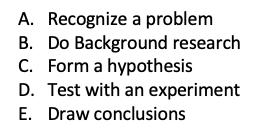 A. Recognize a problem
B. Do Background research
C. Form a hypothesis
D. Test with an experiment
E. Draw conclusions